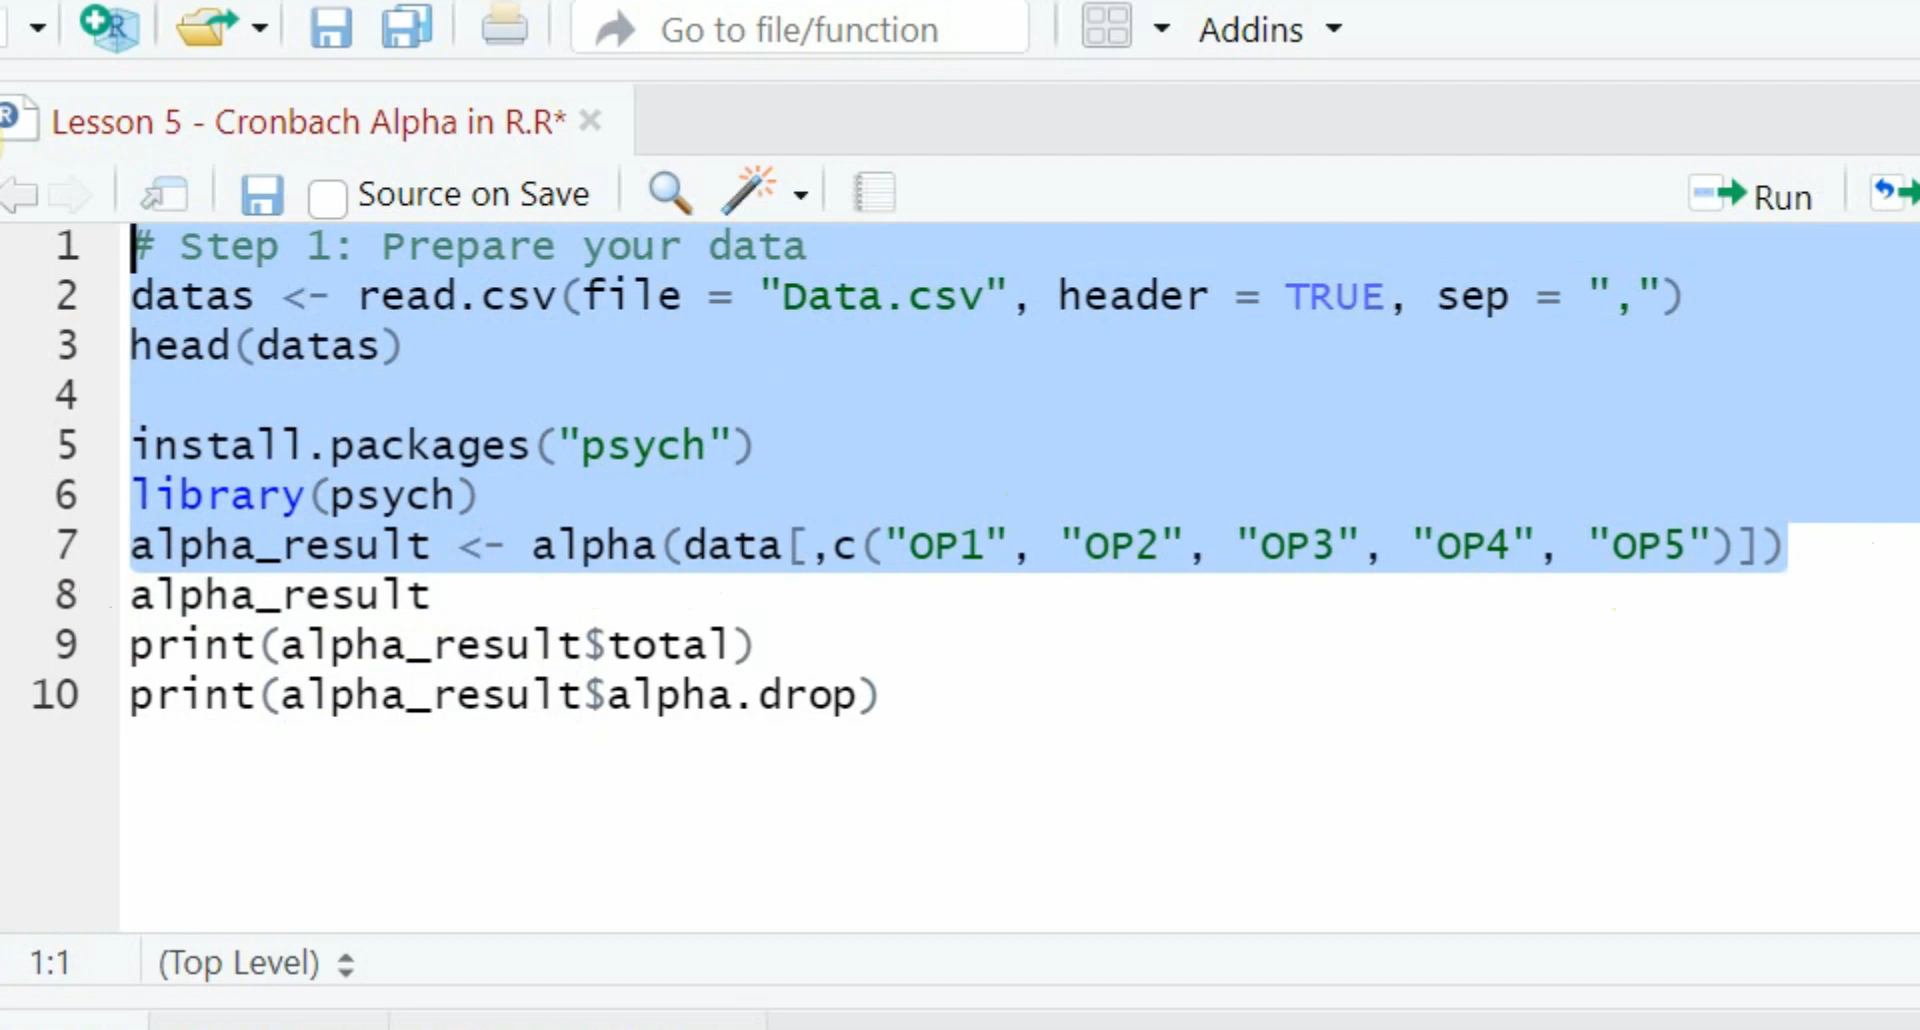 Go to file/function
Addins
Lesson 5 - Cronbach Alpha in R.R*
Source on Save
Run
1 # Step 1: Prepare your data
2 datas <- read.csv(file = "Data.csv", header = TRUE, sep = ",")
3 head(datas)
4
5 install.packages("psych")
6 library(psych)
7 alpha_result <- alpha(data[,c("OP1", "OP2", "OP3", "OP4", "OP5")])
8 alpha_result
9 print(alpha_result$total)
10 print(alpha_result$alpha.drop)
1:1 (Top Level)